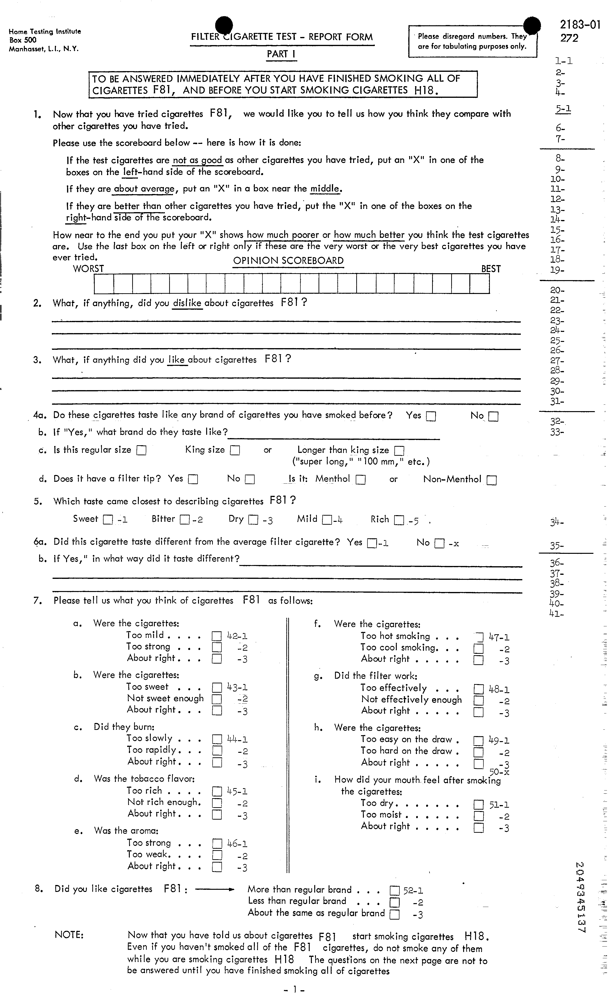 Home Testing Institute
Box 500
Manhasset, L.I., N.Y.
FILTER CIGARETTE TEST - REPORT FORM
PART I
Please disregard numbers. They
are for tabulating purposes only.
2183-01
272
TO BE ANSWERED IMMEDIATELY AFTER YOU HAVE FINISHED SMOKING ALL OF
CIGARETTES F81, AND BEFORE YOU START SMOKING CIGARETTES H18.
1-1
2-
3-
4-
5-1
6-
7-
8-
9-
10-
11-
12-
13-
14-
15-
16-
17-
18-
19-
1. Now that you have tried cigarettes F81, we would like you to tell us how you think they compare with
other cigarettes you have tried.
Please use the scoreboard below -- here is how it is done:
If the test cigarettes are not as good as other cigarettes you have tried, put an "X" in one of the
boxes on the left-hand side of the scoreboard.
If they are about average, put an "X" in a box near the middle.
If they are better than other cigarettes you have tried, put the "X" in one of the boxes on the
right-hand side of the scoreboard.
How near to the end you put your "X" shows how much poorer or how much better you think the test cigarettes
are. Use the last box on the left or right only if these are the very worst or the very best cigarettes you have
ever tried.
OPINION SCOREBOARD
WORST BEST
2. What, if anything, did you dislike about cigarettes F81?
20-
21-
22-
23-
24-
25-
26-
27-
28-
29-
30-
31-
3. What, if anything did you like about cigarettes F81?
4a. Do these cigarettes taste like any brand of cigarettes you have smoked before? Yes No
32-
33-
b. If "Yes," what brand do they taste like?
c. Is this regular size King size or Longer than king size
("super long," "100 mm," etc.)
d. Does it have a filter tip? Yes No Is it: Menthol or Non-Menthol
5. Which taste came closest to describing cigarettes F81?
Sweet -1 Bitter -2 Dry -3 Mild -4 Rich -5 .
34-
6a. Did this cigarette taste different from the average filter cigarette? Yes -1 No -x
35-
b. If Yes," in what way did it taste different?
36-
37-
38-
39-
40-
41-
7. Please tell us what you think of cigarettes F81 as follows:
a. Were the cigarettes:
Too mild . . . . 42-1
Too strong . . . -2
About right. . . -3
b. Were the cigarettes:
Too sweet . . . 43-1
Not sweet enough -2
About right. . . -3
c. Did they burn:
Too slowly . . . 44-1
Too rapidly. . . -2
About right. . . -3
d. Was the tobacco flavor:
Too rich . . . . 45-1
Not rich enough. -2
About right. . . -3
e. Was the aroma:
Too strong . . . 46-1
Too weak. . . . -2
About right. . . -3
f. Were the cigarettes:
Too hot smoking . . . 47-1
Too cool smoking. . . -2
About right . . . . . -3
g. Did the filter work:
Too effectively . . . 48-1
Not effectively enough -2
About right . . . . . -3
h. Were the cigarettes:
Too easy on the draw . 49-1
Too hard on the draw . -2
About right . . . . . -3
50-x
i. How did your mouth feel after smoking
the cigarettes:
Too dry. . . . . . . 51-1
Too moist . . . . . . -2
About right . . . . . -3
8. Did you like cigarettes F81: More than regular brand . . . 52-1
Less than regular brand . . . -2
About the same as regular brand -3
NOTE: Now that you have told us about cigarettes F81 start smoking cigarettes H18.
Even if you haven't smoked all of the F81 cigarettes, do not smoke any of them
while you are smoking cigarettes H18 The questions on the next page are not to
be answered until you have finished smoking all of cigarettes
- 1 -
2049345137